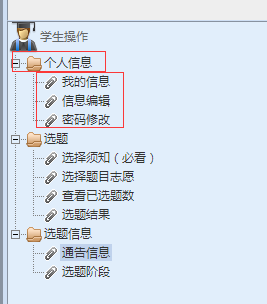 学生操作
个人信息
我的信息
信息编辑
密码修改
选题
选择须知（必看）
选择题目志愿
查看已选题数
选题结果
选题信息
通告信息
选题阶段